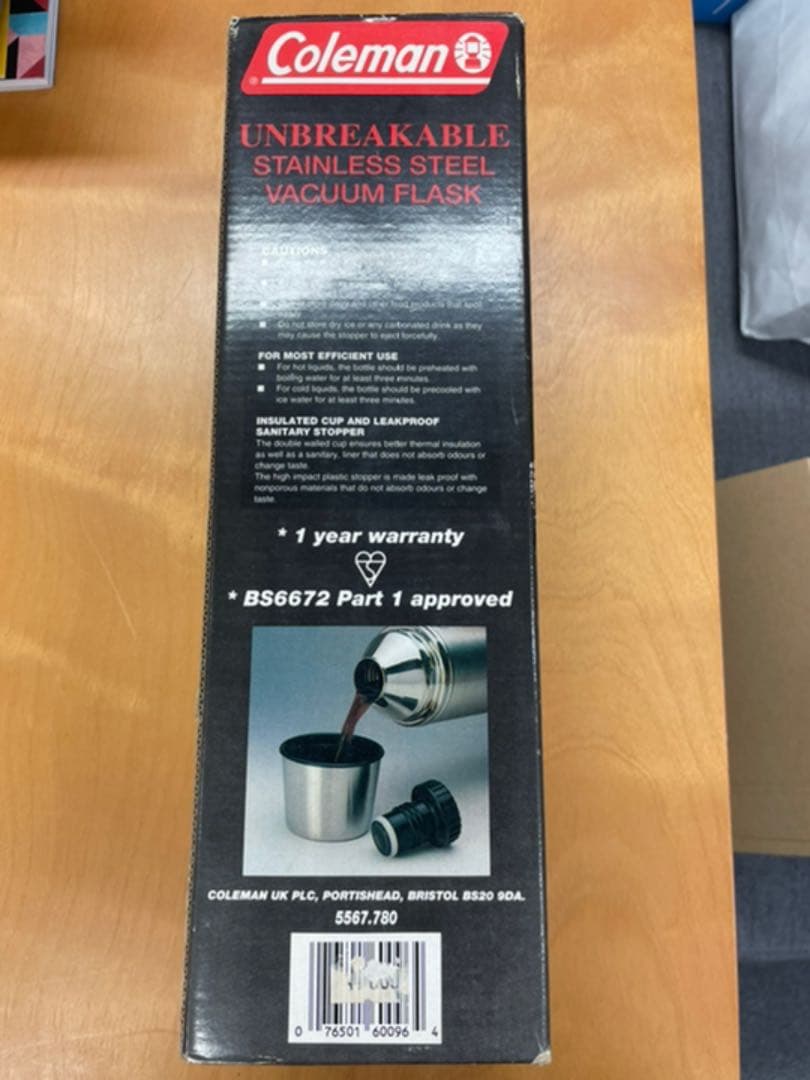 Coleman
®
UNBREAKABLE
STAINLESS STEEL
VACUUM FLASK
CAUTIONS
and other food products that
■ Do not store dry ice or any carbonated drink as they
may cause the stopper to eject forcefully.
FOR MOST EFFICIENT USE
■ For hot liquids, the bottle should be preheated with
boiling water for at least three minutes.
■ For cold liquids, the bottle should be precooled with
ice water for at least three minutes.
INSULATED CUP AND LEAKPROOF
SANITARY STOPPER
The double walled cup ensures better thermal insulation
as well as a sanitary, liner that does not absorb odours or
change taste.
The high impact plastic stopper is made leak proof with
nonporous materials that do not absorb odours or change
taste.
* 1 year warranty
* BS6672 Part 1 approved
COLEMAN UK PLC, PORTISHEAD, BRISTOL BS20 9DA.
5567.780
0 76501 60096 4